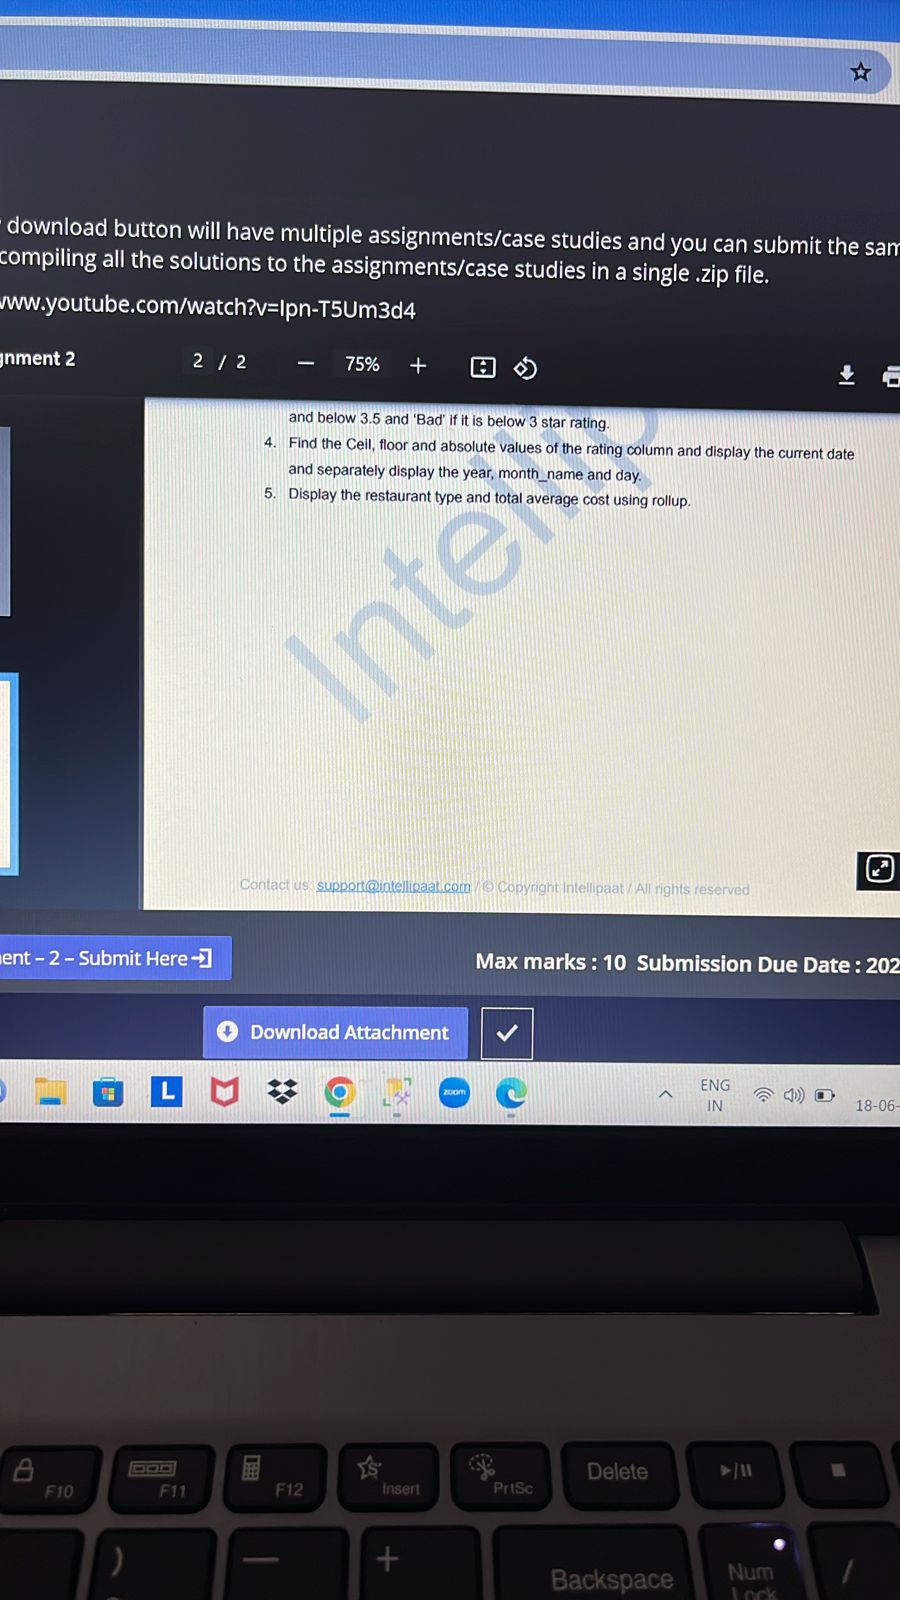 download button will have multiple assignments/case studies and you can submit the
compiling all the solutions to the assignments/case studies in a single .zip file.
www.youtube.com/watch?v=Ipn-T5Um3d4
2 / 2
75%
and below 3.5 and 'Bad' if it is below 3 star rating.
4. Find the Ceil, floor and absolute values of the rating column and display the current date
and separately display the year, month_name and day.
5. Display the restaurant type and total average cost using rollup.
Intellip
Contact us: support@intellipaat.com / © Copyright Intellipaat / All rights reserved
– 2 – Submit Here
Max marks : 10 Submission Due Date : 202
Download Attachment
L
zoom
ENG
IN
18-06-
F10
F11
F12
Insert
PrtSc
Delete
)
—
+
Backspace
Num
Lock
/